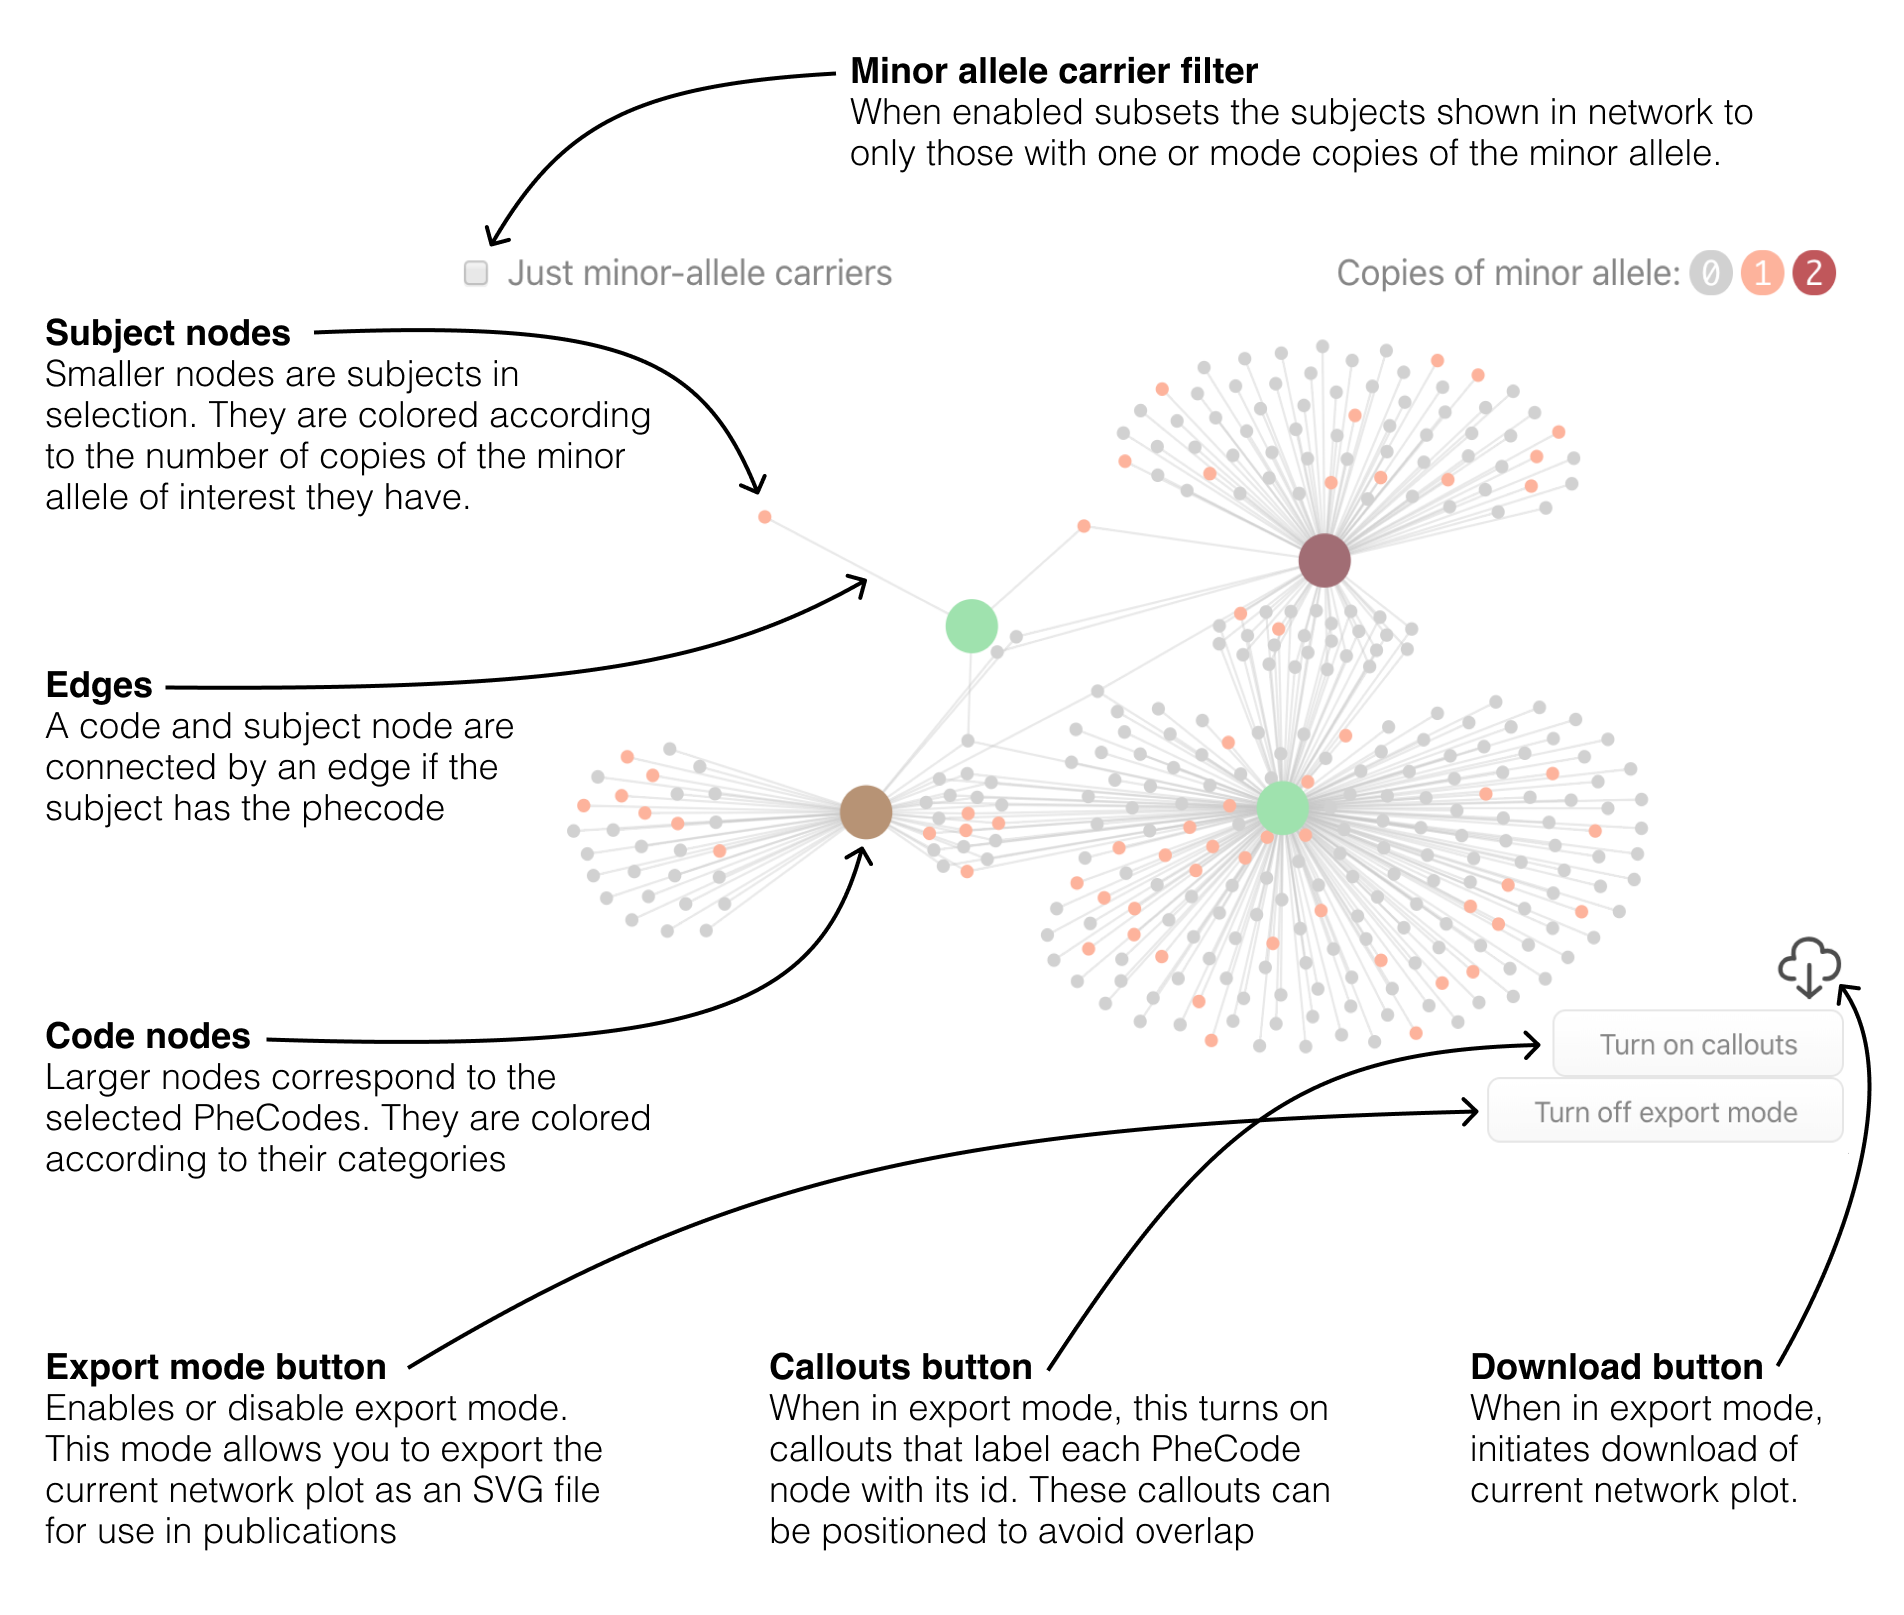 Minor allele carrier filter
When enabled subsets the subjects shown in network to
only those with one or mode copies of the minor allele.
Just minor-allele carriers
Copies of minor allele: 0 1 2
Subject nodes
Smaller nodes are subjects in
selection. They are colored according
to the number of copies of the minor
allele of interest they have.
Edges
A code and subject node are
connected by an edge if the
subject has the phecode
Code nodes
Larger nodes correspond to the
selected PheCodes. They are colored
according to their categories
Turn on callouts
Turn off export mode
Export mode button
Enables or disable export mode.
This mode allows you to export the
current network plot as an SVG file
for use in publications
Callouts button
When in export mode, this turns on
callouts that label each PheCode
node with its id. These callouts can
be positioned to avoid overlap
Download button
When in export mode,
initiates download of
current network plot.